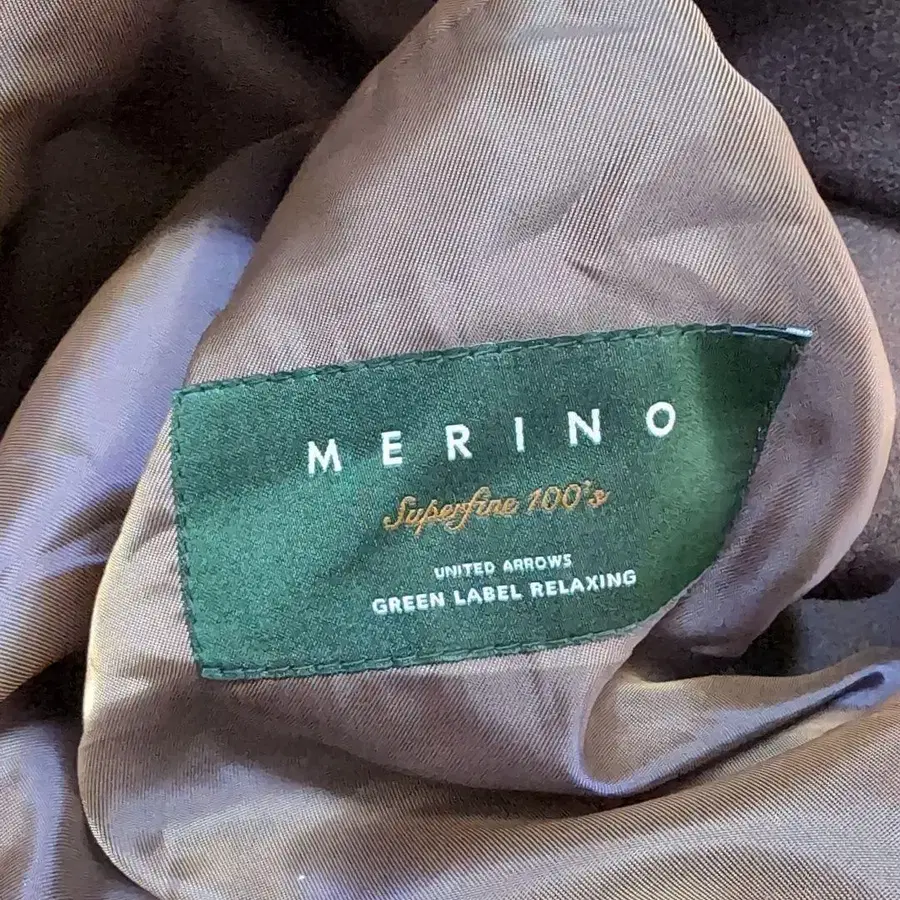 MERINO
Superfine 100's
UNITED ARROWS
GREEN LABEL RELAXING